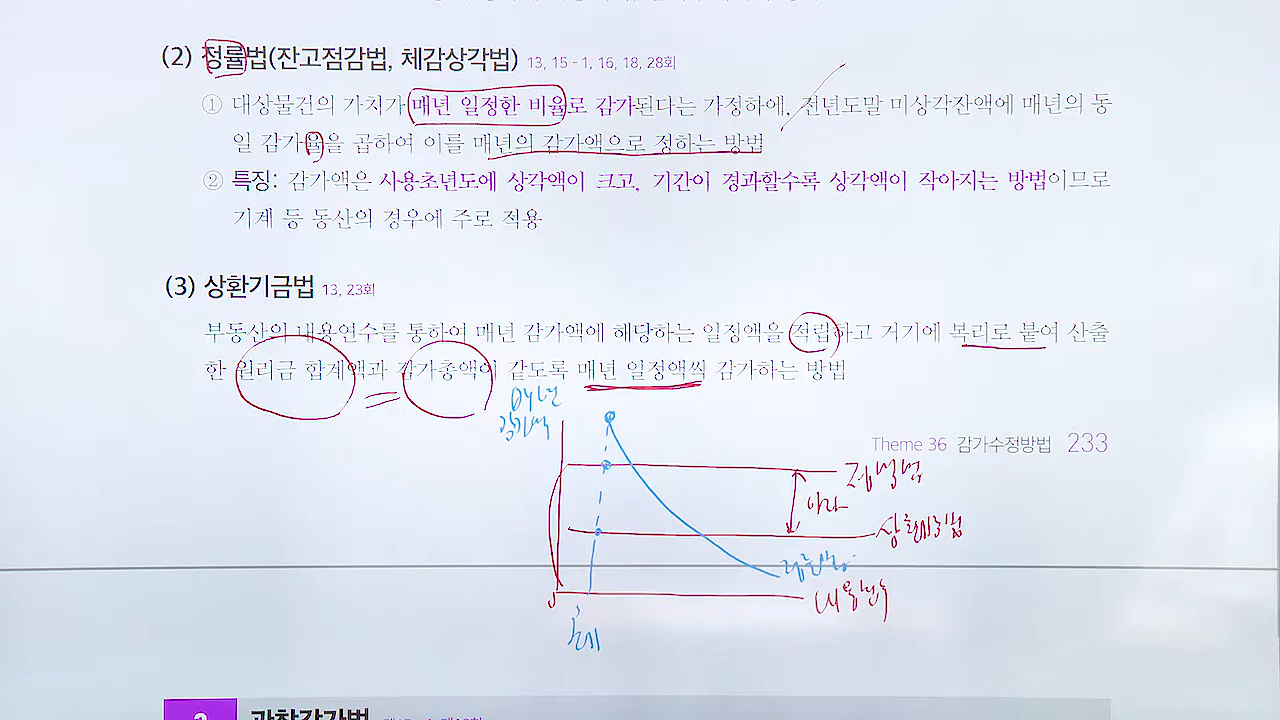 (2) 정률법(잔고점감법, 체감상각법) 13, 15 - 1, 16, 18, 28회
① 대상물건의 가치가 매년 일정한 비율로 감가된다는 가정하에, 전년도말 미상각잔액에 매년의 동
일 감가율을 곱하여 이를 매년의 감가액으로 정하는 방법
② 특징: 감가액은 사용초년도에 상각액이 크고, 기간이 경과할수록 상각액이 작아지는 방법이므로
기계 등 동산의 경우에 주로 적용
(3) 상환기금법 13, 23회
부동산의 내용연수를 통하여 매년 감가액에 해당하는 일정액을 적립하고 거기에 복리로 붙여 산출
한 원리금 합계액과 감가총액이 같도록 매년 일정액씩 감가하는 방법
매년
감가액
Theme 36 감가수정방법 233
정액법
이자
상환기금법
정률법
내용연수
초기
관찰감가법